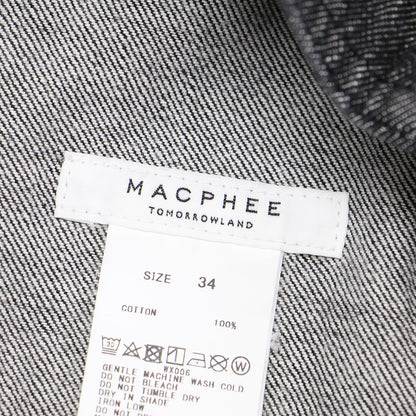 MACPHEE
TOMORROWLAND
SIZE 34
COTTON 100%
WX006
GENTLE MACHINE WASH COLD
DO NOT BLEACH
DO NOT TUMBLE DRY
DRY IN SHADE
IRON LOW